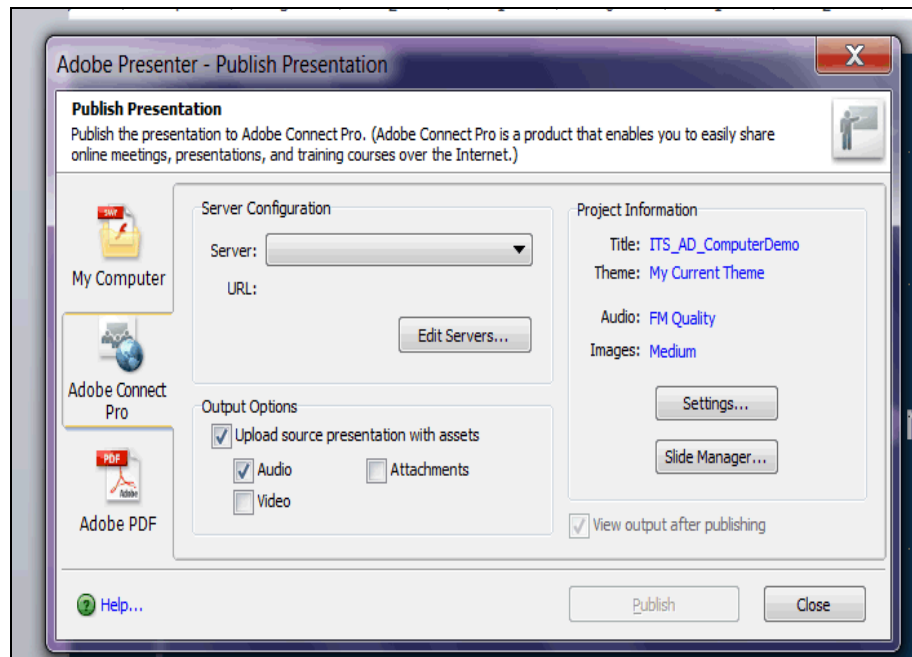 Adobe Presenter - Publish Presentation
X
Publish Presentation
Publish the presentation to Adobe Connect Pro. (Adobe Connect Pro is a product that enables you to easily share
online meetings, presentations, and training courses over the Internet.)
SWF
My Computer
Adobe Connect
Pro
PDF
Adobe
Adobe PDF
Server Configuration
Server:
URL:
Edit Servers...
Output Options
Upload source presentation with assets
Audio
Attachments
Video
Project Information
Title: ITS_AD_ComputerDemo
Theme: My Current Theme
Audio: FM Quality
Images: Medium
Settings...
Slide Manager...
View output after publishing
? Help...
Publish
Close